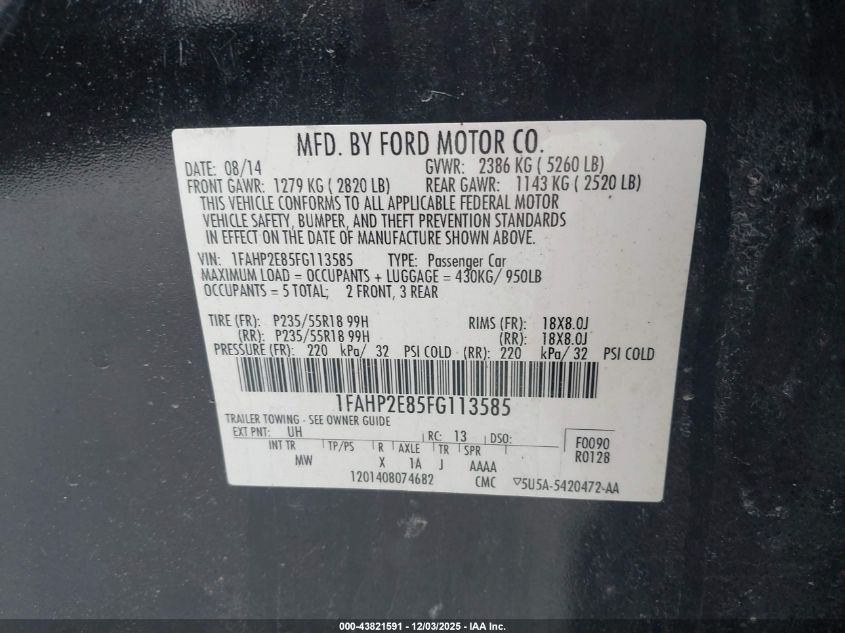 MFD. BY FORD MOTOR CO.
DATE: 08/14 GVWR: 2386 KG ( 5260 LB)
FRONT GAWR: 1279 KG ( 2820 LB) REAR GAWR: 1143 KG ( 2520 LB)
THIS VEHICLE CONFORMS TO ALL APPLICABLE FEDERAL MOTOR
VEHICLE SAFETY, BUMPER, AND THEFT PREVENTION STANDARDS
IN EFFECT ON THE DATE OF MANUFACTURE SHOWN ABOVE.
VIN: 1FAHP2E85FG113585 TYPE: Passenger Car
MAXIMUM LOAD = OCCUPANTS + LUGGAGE = 430KG/ 950LB
OCCUPANTS = 5 TOTAL; 2 FRONT, 3 REAR
TIRE (FR): P235/55R18 99H RIMS (FR): 18X8.0J
(RR): P235/55R18 99H (RR): 18X8.0J
PRESSURE (FR): 220 kPa/ 32 PSI COLD (RR): 220 kPa/ 32 PSI COLD
1FAHP2E85FG113585
TRAILER TOWING - SEE OWNER GUIDE
EXT PNT: UH RC: 13 DSO: F0090
INT TR TP/PS R AXLE TR SPR R0128
MW X 1A J AAAA
1201408074682 CMC ▽5U5A-5420472-AA
000-43821591 - 12/03/2025 - IAA Inc.